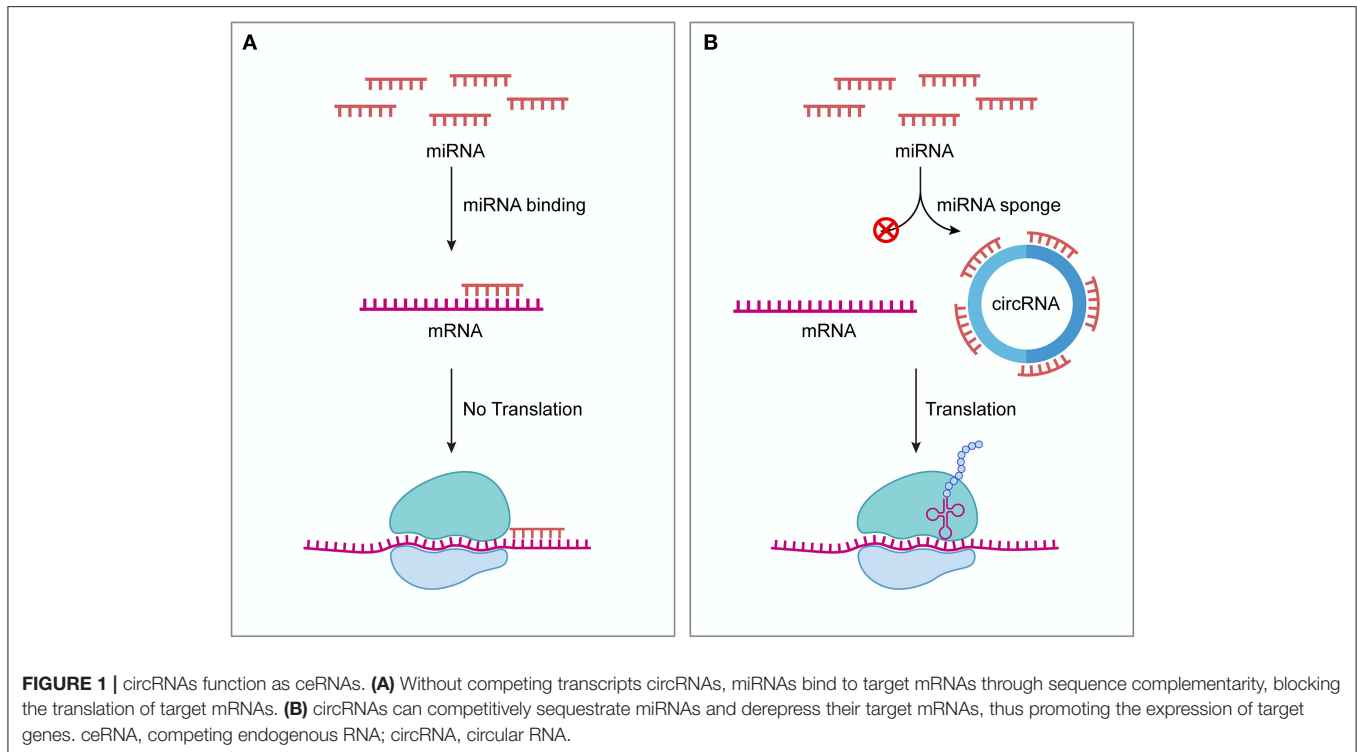 A
miRNA
miRNA binding
mRNA
No Translation
B
miRNA
miRNA sponge
circRNA
mRNA
Translation
FIGURE 1 | circRNAs function as ceRNAs. (A) Without competing transcripts circRNAs, miRNAs bind to target mRNAs through sequence complementarity, blocking
the translation of target mRNAs. (B) circRNAs can competitively sequestrate miRNAs and derepress their target mRNAs, thus promoting the expression of target
genes. ceRNA, competing endogenous RNA; circRNA, circular RNA.